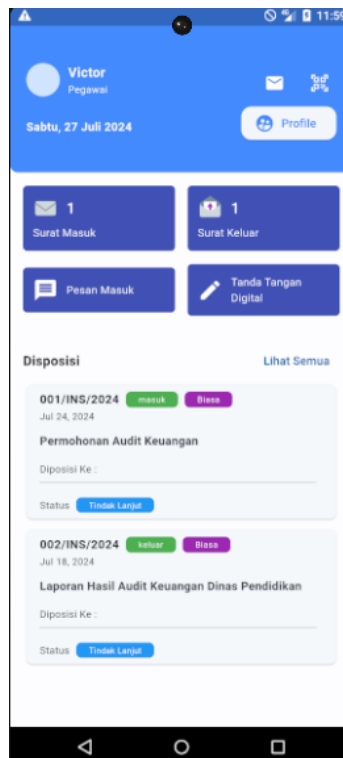 11:59
Victor
Pegawai
Sabtu, 27 Juli 2024
Profile
1
Surat Masuk
1
Surat Keluar
Pesan Masuk
Tanda Tangan
Digital
Disposisi
Lihat Semua
001/INS/2024 masuk Biasa
Jul 24, 2024
Permohonan Audit Keuangan
Diposisi Ke :
Status Tindak Lanjut
002/INS/2024 keluar Biasa
Jul 18, 2024
Laporan Hasil Audit Keuangan Dinas Pendidikan
Diposisi Ke :
Status Tindak Lanjut